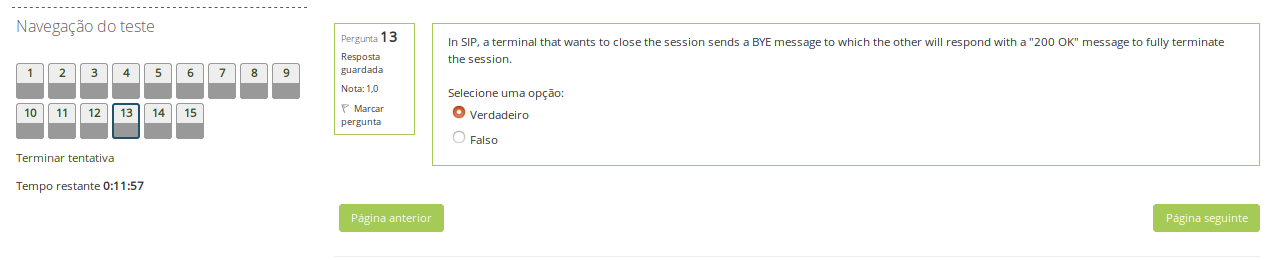 Navegação do teste
1 2 3 4 5 6 7 8 9
10 11 12 13 14 15
Terminar tentativa
Tempo restante 0:11:57
Pergunta 13
Resposta
guardada
Nota: 1,0
Marcar
pergunta
In SIP, a terminal that wants to close the session sends a BYE message to which the other will respond with a "200 OK" message to fully terminate
the session.
Selecione uma opção:
Verdadeiro
Falso
Página anterior
Página seguinte